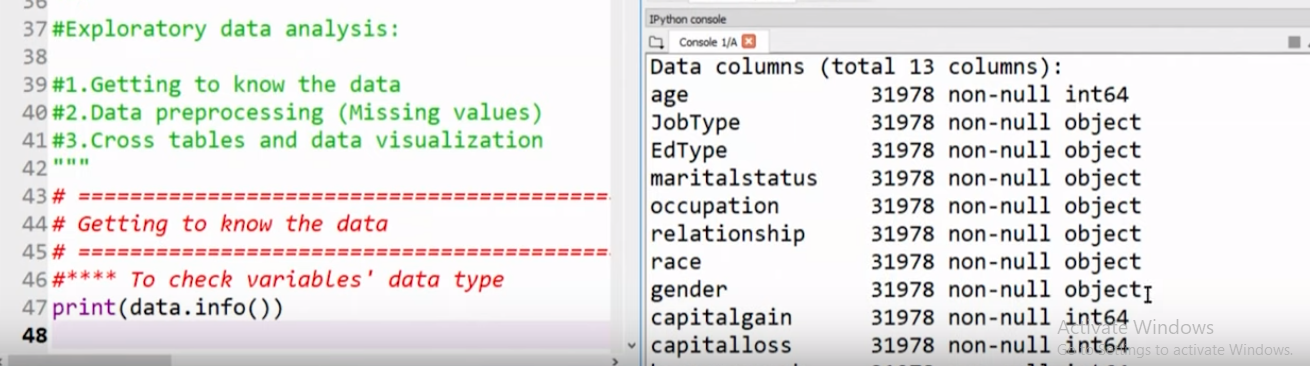 36
37 #Exploratory data analysis:
38
39 #1.Getting to know the data
40 #2.Data preprocessing (Missing values)
41 #3.Cross tables and data visualization
42 """
43 # ========================================
44 # Getting to know the data
45 # ========================================
46 #**** To check variables' data type
47 print(data.info())
48
IPython console
Console 1/A
Data columns (total 13 columns):
age 31978 non-null int64
JobType 31978 non-null object
EdType 31978 non-null object
maritalstatus 31978 non-null object
occupation 31978 non-null object
relationship 31978 non-null object
race 31978 non-null object
gender 31978 non-null object
capitalgain 31978 non-null int64
capitalloss 31978 non-null int64
Activate Windows
Go to Settings to activate Windows.